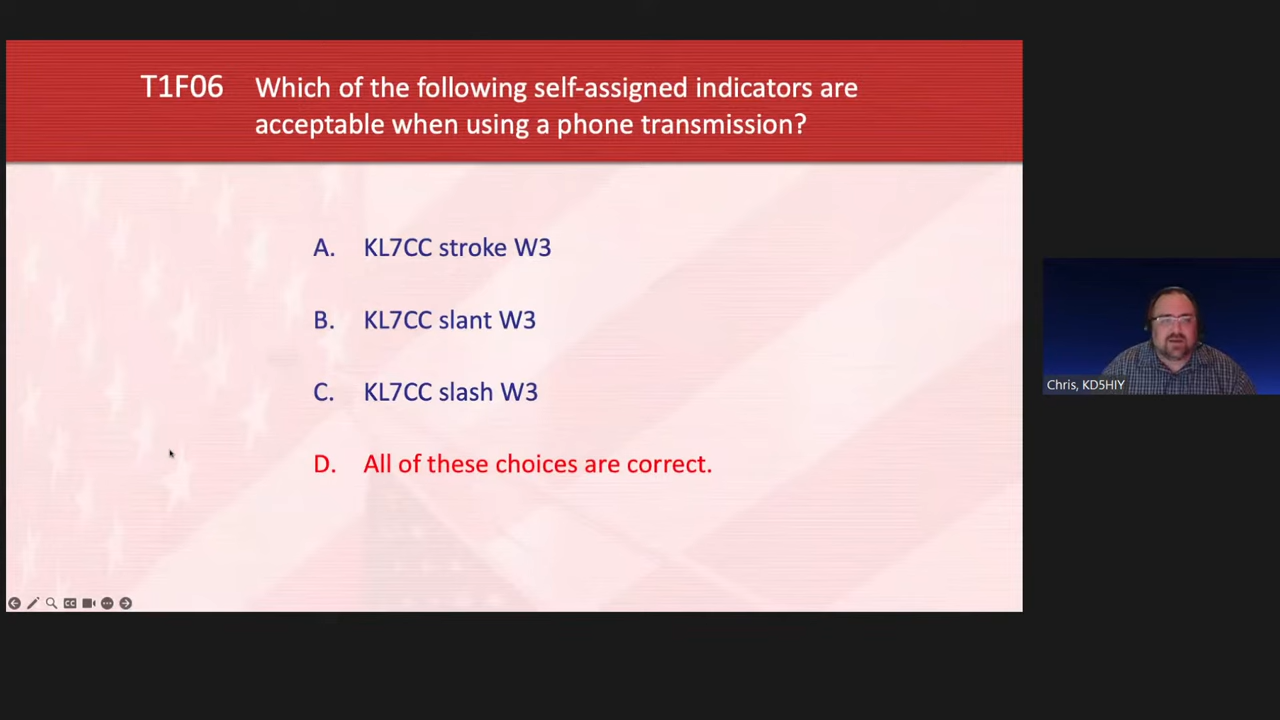 T1F06 Which of the following self-assigned indicators are
acceptable when using a phone transmission?
A. KL7CC stroke W3
B. KL7CC slant W3
C. KL7CC slash W3
D. All of these choices are correct.
Chris, KD5HIY
CC